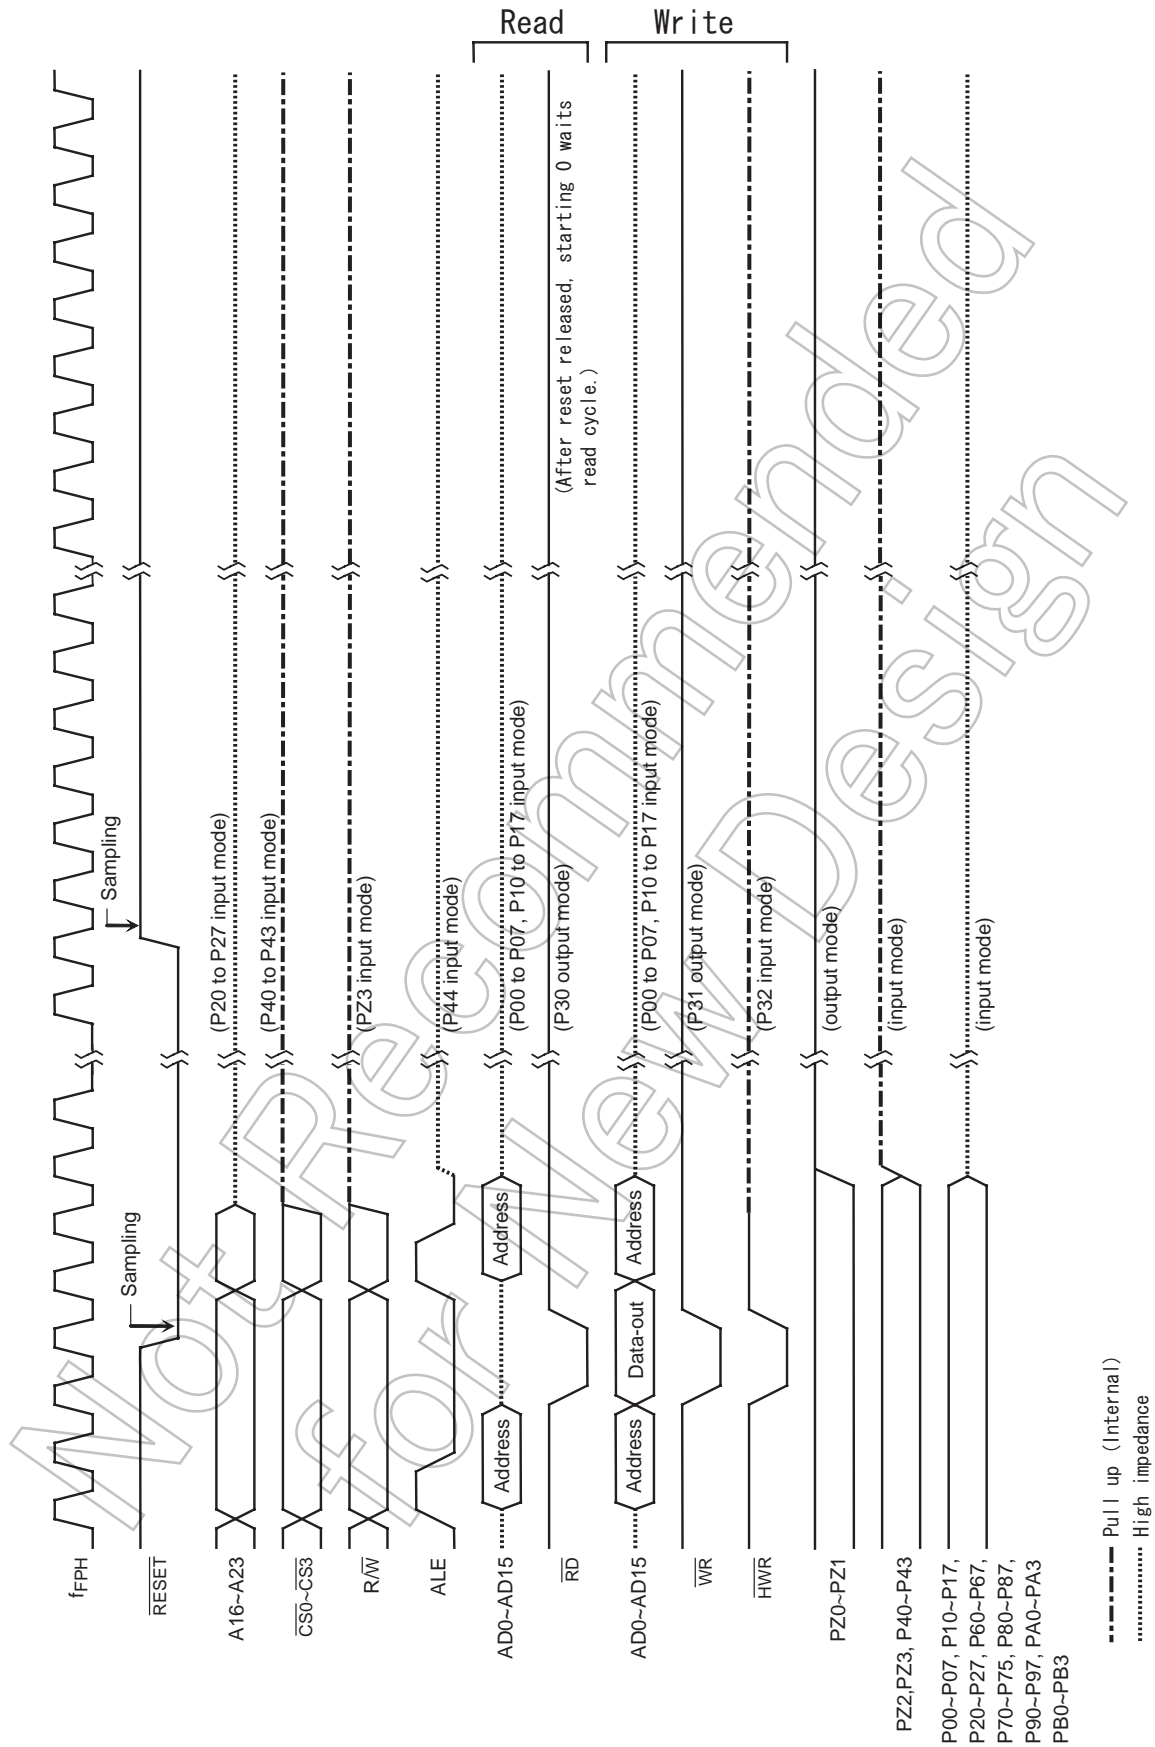 Read
Write
fFPH
RESET
Sampling
Sampling
A16~A23
(P20 to P27 input mode)
CS0~CS3
(P40 to P43 input mode)
R/W
(PZ3 input mode)
ALE
(P44 input mode)
AD0~AD15
Address
Address
(P00 to P07, P10 to P17 input mode)
RD
(P30 output mode)
(After reset released, starting 0 waits
read cycle.)
AD0~AD15
Address
Data-out
Address
(P00 to P07, P10 to P17 input mode)
WR
(P31 output mode)
HWR
(P32 input mode)
PZ0~PZ1
(output mode)
PZ2,PZ3, P40~P43
(input mode)
P00~P07, P10~P17,
P20~P27, P60~P67,
P70~P75, P80~P87,
P90~P97, PA0~PA3
PB0~PB3
(input mode)
Pull up (Internal)
High impedance
Not Recommended
for New Design